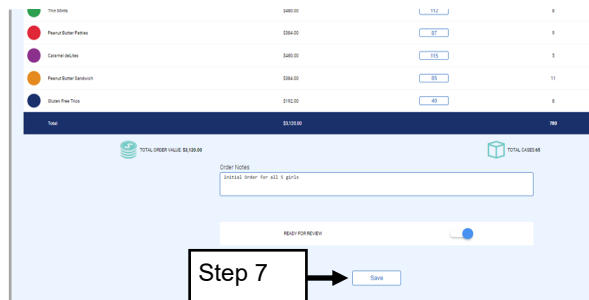 Thin Mints $480.00 112 8
Peanut Butter Patties $384.00 87 9
Caramel deLites $480.00 115 5
Peanut Butter Sandwich $384.00 85 11
Gluten Free Trios $192.00 40 8
Total $3,120.00 780
TOTAL ORDER VALUE: $3,120.00 TOTAL CASES:65
Order Notes
Initial Order for all 5 girls
READY FOR REVIEW
Step 7
Save